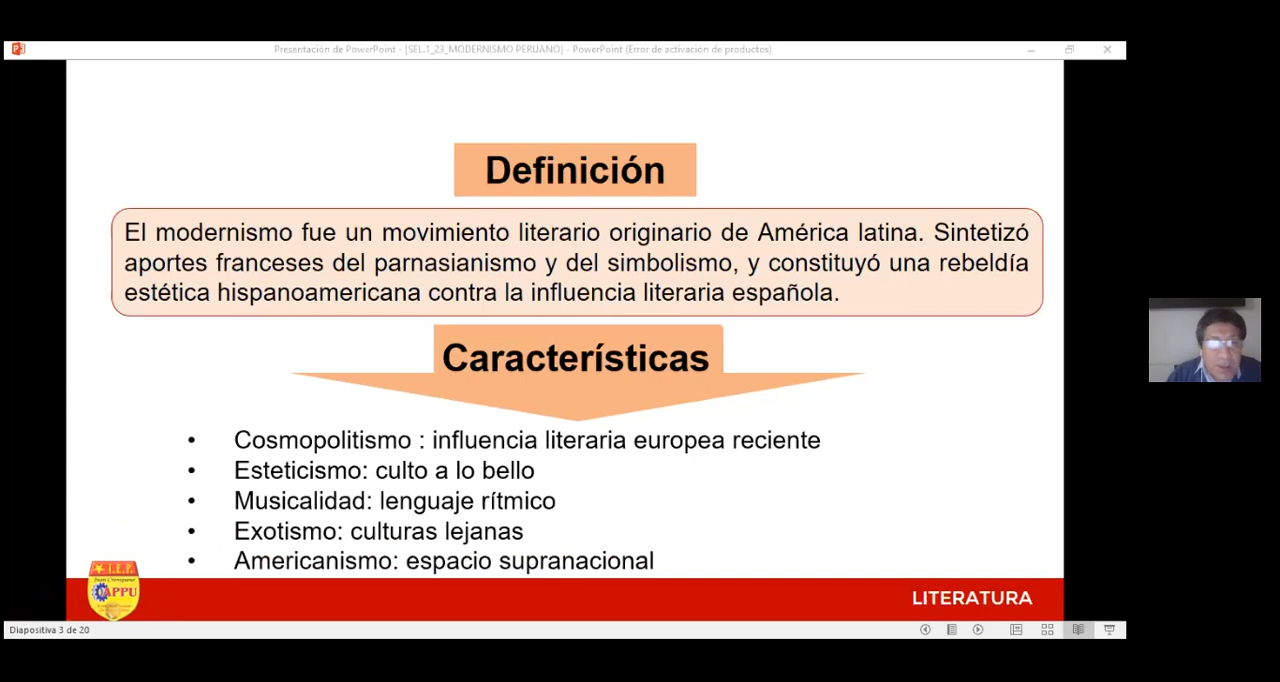 Presentación de PowerPoint - [SEL.1_23_MODERNISMO PERUANO] - PowerPoint (Error de activación de productos)
Definición
El modernismo fue un movimiento literario originario de América latina. Sintetizó
aportes franceses del parnasianismo y del simbolismo, y constituyó una rebeldía
estética hispanoamericana contra la influencia literaria española.
Características
• Cosmopolitismo : influencia literaria europea reciente
• Esteticismo: culto a lo bello
• Musicalidad: lenguaje rítmico
• Exotismo: culturas lejanas
• Americanismo: espacio supranacional
I.E.P.
APPU
LITERATURA
Diapositiva 3 de 20